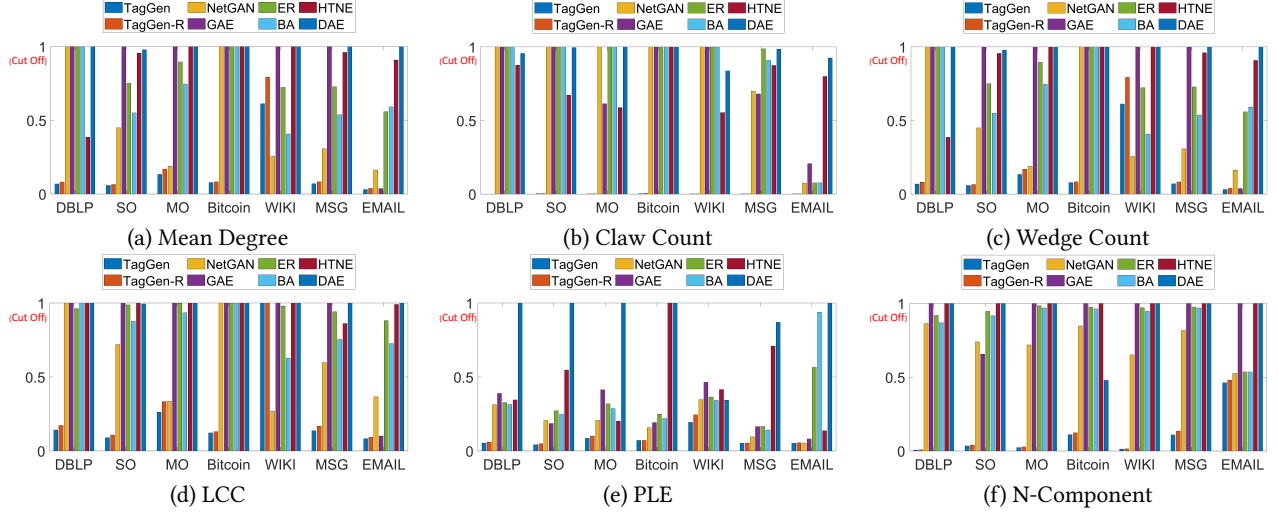 TagGen NetGAN ER HTNE
TagGen-R GAE BA DAE
1
(Cut Off)
0.5
0
DBLP SO MO Bitcoin WIKI MSG EMAIL
(a) Mean Degree
TagGen NetGAN ER HTNE
TagGen-R GAE BA DAE
1
(Cut Off)
0.5
0
DBLP SO MO Bitcoin WIKI MSG EMAIL
(b) Claw Count
TagGen NetGAN ER HTNE
TagGen-R GAE BA DAE
1
(Cut Off)
0.5
0
DBLP SO MO Bitcoin WIKI MSG EMAIL
(c) Wedge Count
TagGen NetGAN ER HTNE
TagGen-R GAE BA DAE
1
(Cut Off)
0.5
0
DBLP SO MO Bitcoin WIKI MSG EMAIL
(d) LCC
TagGen NetGAN ER HTNE
TagGen-R GAE BA DAE
1
(Cut Off)
0.5
0
DBLP SO MO Bitcoin WIKI MSG EMAIL
(e) PLE
TagGen NetGAN ER HTNE
TagGen-R GAE BA DAE
1
(Cut Off)
0.5
0
DBLP SO MO Bitcoin WIKI MSG EMAIL
(f) N-Component